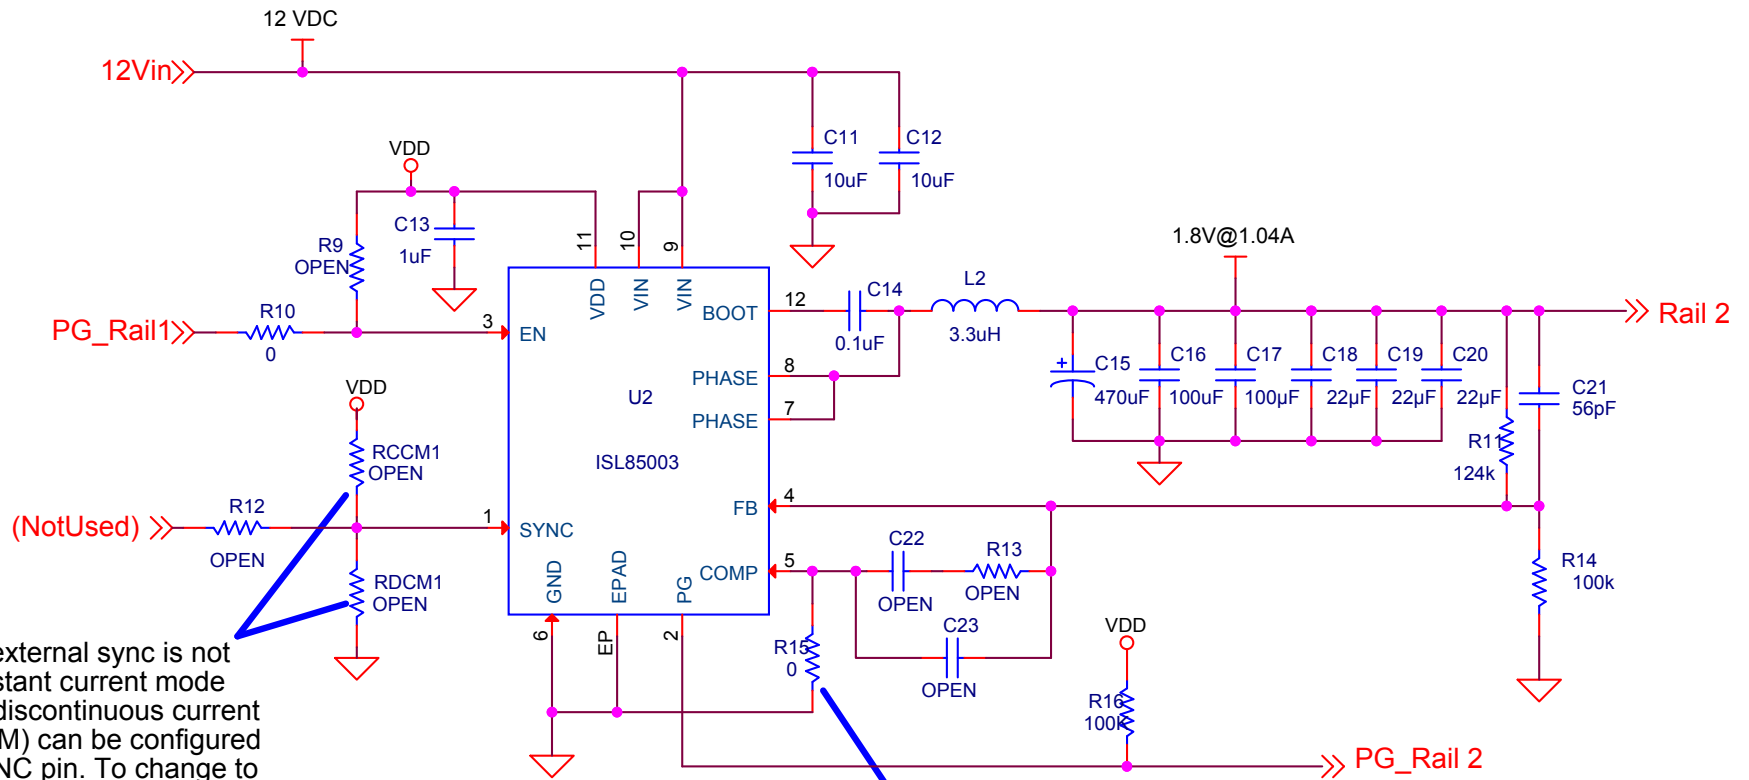 12 VDC
12Vin
VDD
C11
10uF
C12
10uF
C13
1uF
R9
OPEN
11
10
9
1.8V@1.04A
R10
0
PG_Rail1
3
EN
VDD
VIN
VIN
BOOT
12
C14
0.1uF
L2
3.3uH
Rail 2
PHASE
8
PHASE
7
U2
ISL85003
C15
470uF
C16
100uF
C17
100µF
C18
22µF
C19
22µF
C20
22µF
C21
56pF
R11
124k
VDD
RCCM1
OPEN
(NotUsed)
R12
OPEN
1
SYNC
RDCM1
OPEN
FB
4
COMP
5
GND
EPAD
PG
6
EP
2
C22
OPEN
R13
OPEN
C23
OPEN
R15
0
R14
100k
VDD
R16
100K
PG_Rail 2
external sync is not
stant current mode
discontinuous current
M) can be configured
NC pin. To change to